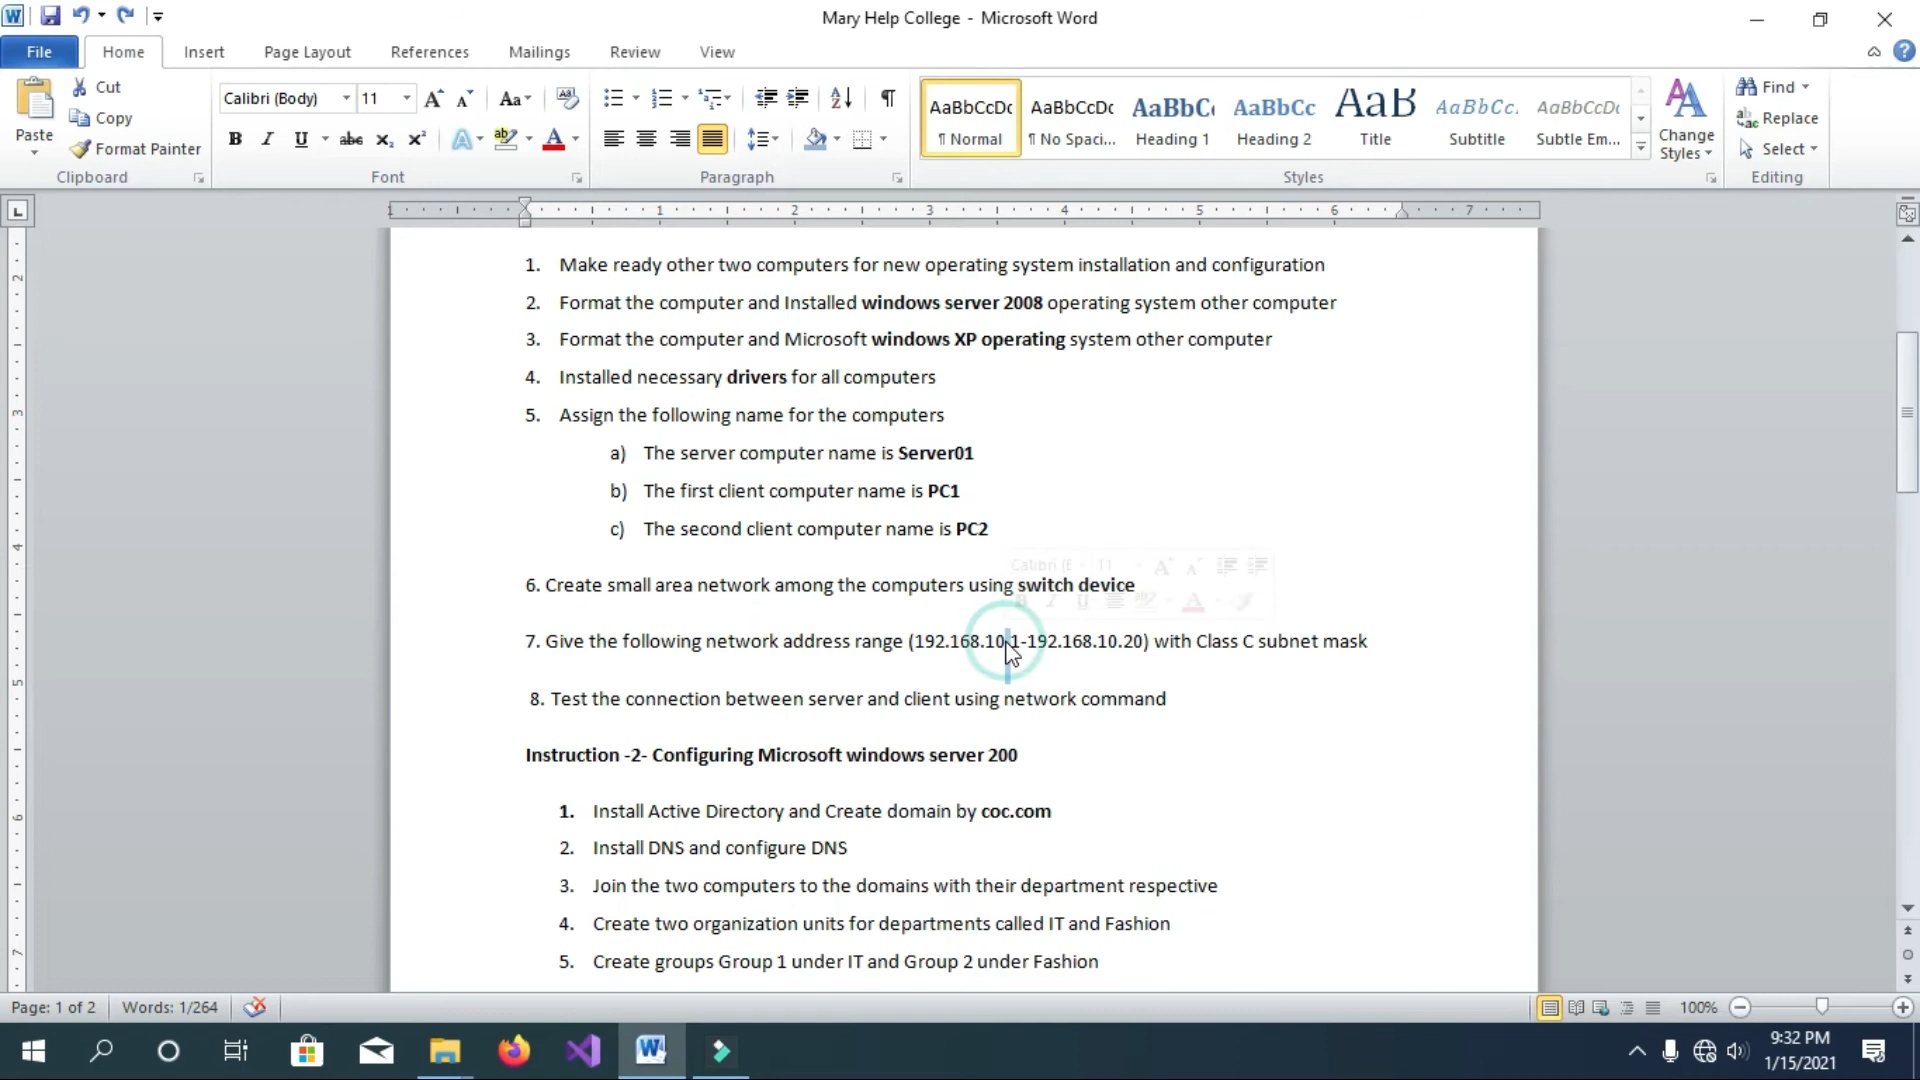 Mary Help College - Microsoft Word
File Home Insert Page Layout References Mailings Review View
Paste
Cut
Copy
Format Painter
Clipboard
Calibri (Body) 11
Font
Paragraph
AaBbCcDc AaBbCcDc AaBbC AaBbCc AaB AaBbCc. AaBbCcDc
¶ Normal ¶ No Spaci... Heading 1 Heading 2 Title Subtitle Subtle Em...
Change
Styles
Styles
Find
Replace
Select
Editing
1. Make ready other two computers for new operating system installation and configuration
2. Format the computer and Installed windows server 2008 operating system other computer
3. Format the computer and Microsoft windows XP operating system other computer
4. Installed necessary drivers for all computers
5. Assign the following name for the computers
a) The server computer name is Server01
b) The first client computer name is PC1
c) The second client computer name is PC2
6. Create small area network among the computers using switch device
7. Give the following network address range (192.168.10.1-192.168.10.20) with Class C subnet mask
8. Test the connection between server and client using network command
Instruction -2- Configuring Microsoft windows server 200
1. Install Active Directory and Create domain by coc.com
2. Install DNS and configure DNS
3. Join the two computers to the domains with their department respective
4. Create two organization units for departments called IT and Fashion
5. Create groups Group 1 under IT and Group 2 under Fashion
Page: 1 of 2 Words: 1/264 100%
9:32 PM
1/15/2021